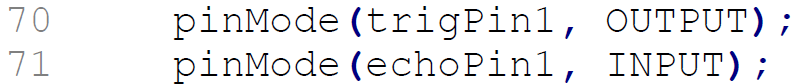 70 pinMode(trigPin1, OUTPUT);
71 pinMode(echoPin1, INPUT);